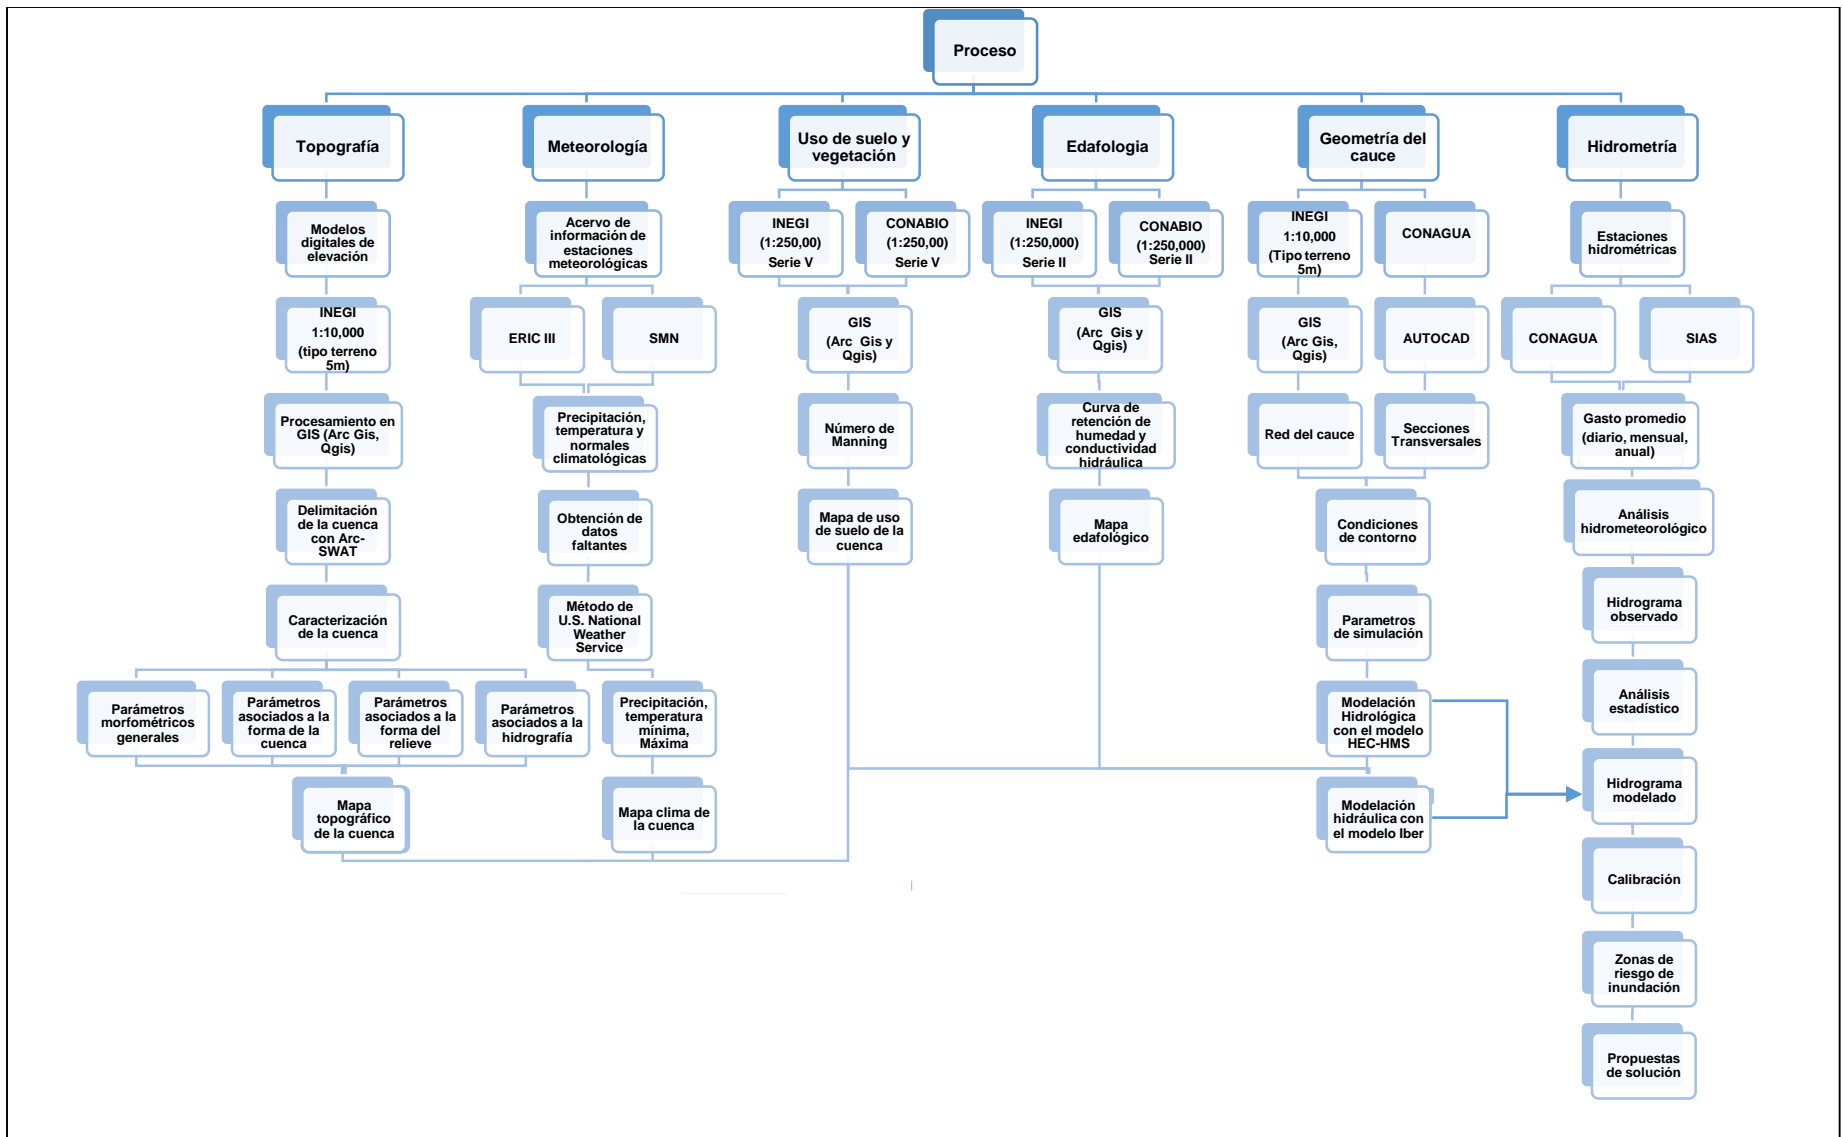 Proceso
Topografía
Meteorología
Uso de suelo y
vegetación
Edafologia
Geometría del
cauce
Hidrometría
Modelos
digitales de
elevación
Acervo de
información de
estaciones
meteorológicas
INEGI
(1:250,00)
Serie V
CONABIO
(1:250,00)
Serie V
INEGI
(1:250,000)
Serie II
CONABIO
(1:250,000)
Serie II
INEGI
1:10,000
(Tipo terreno
5m)
CONAGUA
Estaciones
hidrométricas
INEGI
1:10,000
(tipo terreno
5m)
ERIC III
SMN
GIS
(Arc Gis y
Qgis)
GIS
(Arc Gis y
Qgis)
GIS
(Arc Gis,
Qgis)
AUTOCAD
CONAGUA
SIAS
Procesamiento en
GIS (Arc Gis,
Qgis)
Precipitación,
temperatura y
normales
climatológicas
Número de
Manning
Curva de
retención de
humedad y
conductividad
hidráulica
Red del cauce
Secciones
Transversales
Gasto promedio
(diario, mensual,
anual)
Delimitación
de la cuenca
con Arc-
SWAT
Obtención de
datos
faltantes
Mapa de uso
de suelo de la
cuenca
Mapa
edafológico
Condiciones
de contorno
Análisis
hidrometeorológico
Caracterización
de la cuenca
Método de
U.S. National
Weather
Service
Parametros
de simulación
Hidrograma
observado
Parámetros
morfométricos
generales
Parámetros
asociados a la
forma de la
cuenca
Parámetros
asociados a la
forma del
relieve
Parámetros
asociados a la
hidrografía
Precipitación,
temperatura
mínima,
Máxima
Modelación
Hidrológica
con el modelo
HEC-HMS
Análisis
estadístico
Mapa
topográfico
de la cuenca
Mapa clima de
la cuenca
Modelación
hidráulica con
el modelo Iber
Hidrograma
modelado
Calibración
Zonas de
riesgo de
inundación
Propuestas
de solución